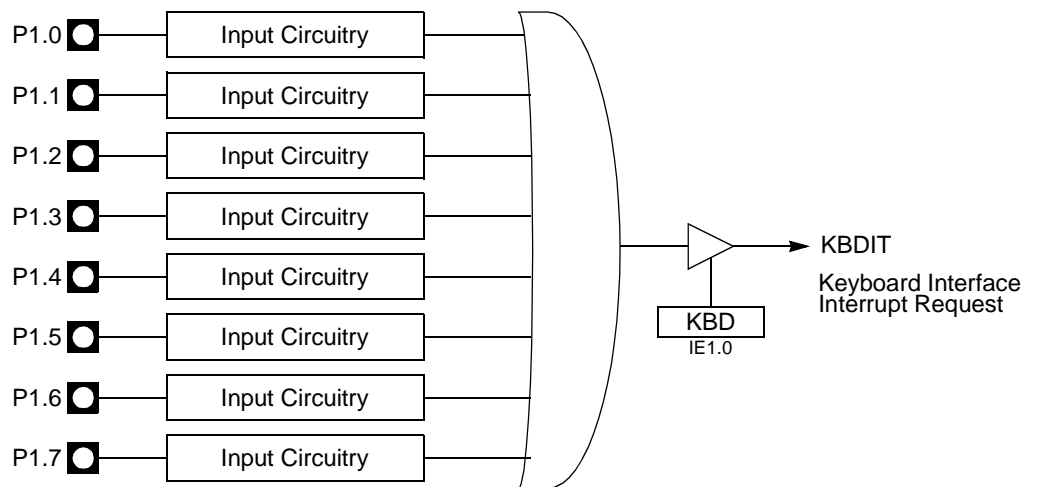 P1.0 Input Circuitry
P1.1 Input Circuitry
P1.2 Input Circuitry
P1.3 Input Circuitry
P1.4 Input Circuitry
P1.5 Input Circuitry
P1.6 Input Circuitry
P1.7 Input Circuitry
KBDIT
Keyboard Interface
Interrupt Request
KBD
IE1.0